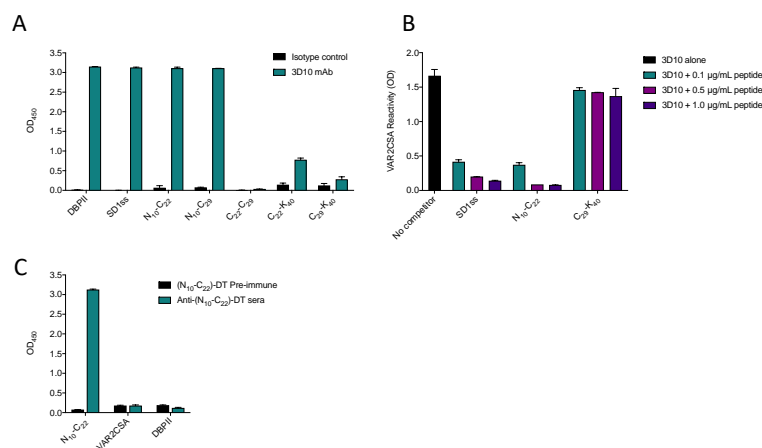 A
Isotype control
3D10 mAb
OD₄₅₀
3.5
3.0
2.5
2.0
1.5
1.0
0.5
0.0
DBPII
SD1ss
N₁₀-C₂₂
N₁₀-C₂₉
C₂₂-C₂₉
C₂₂-K₄₀
C₂₉-K₄₀
B
3D10 alone
3D10 + 0.1 µg/mL peptide
3D10 + 0.5 µg/mL peptide
3D10 + 1.0 µg/mL peptide
VAR2CSA Reactivity (OD)
2.0
1.5
1.0
0.5
0.0
No competitor
SD1ss
N₁₀-C₂₂
C₂₉-K₄₀
C
(N₁₀-C₂₂)-DT Pre-immune
Anti-(N₁₀-C₂₂)-DT sera
OD₄₅₀
3.5
3.0
2.5
2.0
1.5
1.0
0.5
0.0
N₁₀-C₂₂
VAR2CSA
DBPII